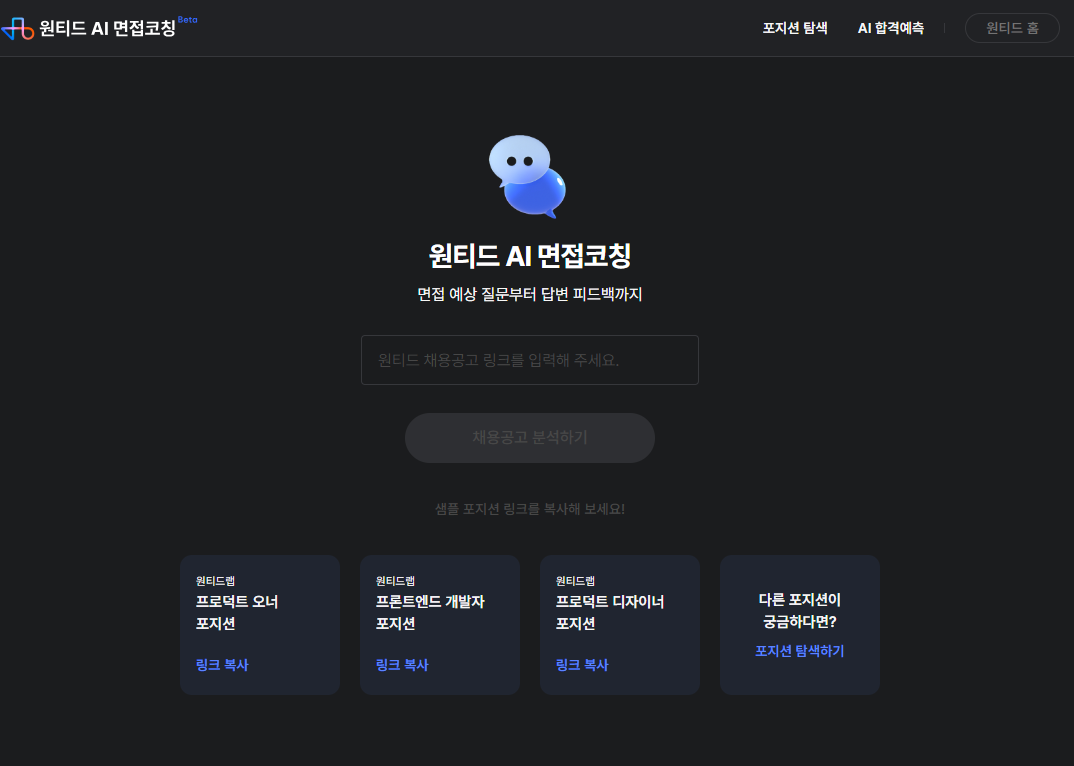 원티드 AI 면접코칭 Beta
포지션 탐색
AI 합격예측
원티드 홈
원티드 AI 면접코칭
면접 예상 질문부터 답변 피드백까지
원티드 채용공고 링크를 입력해 주세요.
채용공고 분석하기
샘플 포지션 링크를 복사해 보세요!
원티드랩
프로덕트 오너
포지션
링크 복사
원티드랩
프론트엔드 개발자
포지션
링크 복사
원티드랩
프로덕트 디자이너
포지션
링크 복사
다른 포지션이
궁금하다면?
포지션 탐색하기